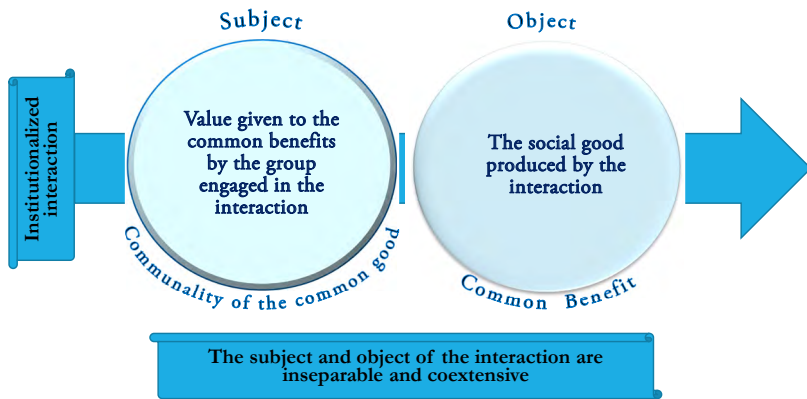 Subject
Object
Institutionalized
interaction
Value given to the
common benefits
by the group
engaged in the
interaction
The social good
produced by the
interaction
Communality of the common good
Common Benefit
The subject and object of the interaction are
inseparable and coextensive